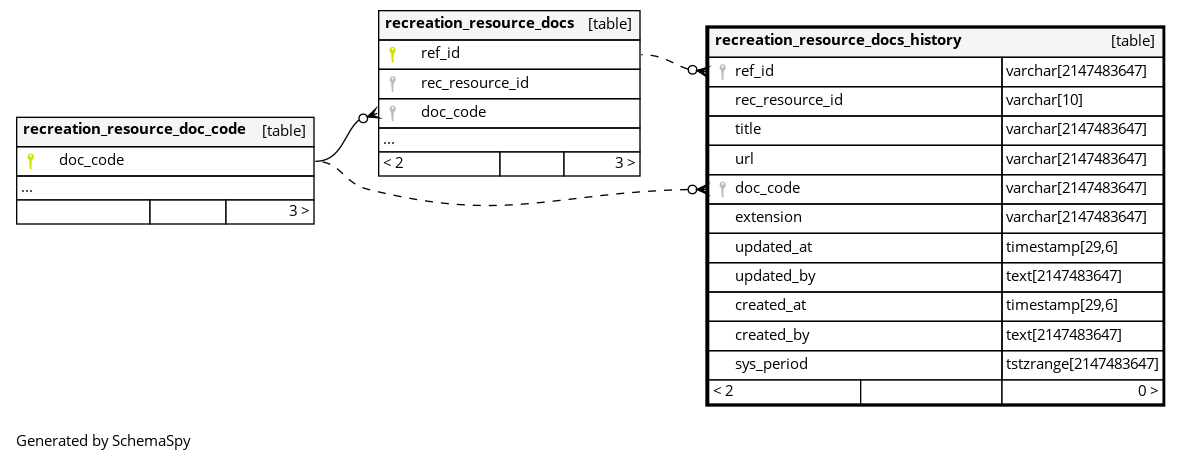 recreation_resource_doc_code [table]
doc_code
...
3 >
recreation_resource_docs [table]
ref_id
rec_resource_id
doc_code
...
< 2 3 >
recreation_resource_docs_history [table]
ref_id varchar[2147483647]
rec_resource_id varchar[10]
title varchar[2147483647]
url varchar[2147483647]
doc_code varchar[2147483647]
extension varchar[2147483647]
updated_at timestamp[29,6]
updated_by text[2147483647]
created_at timestamp[29,6]
created_by text[2147483647]
sys_period tstzrange[2147483647]
< 2 0 >
Generated by SchemaSpy